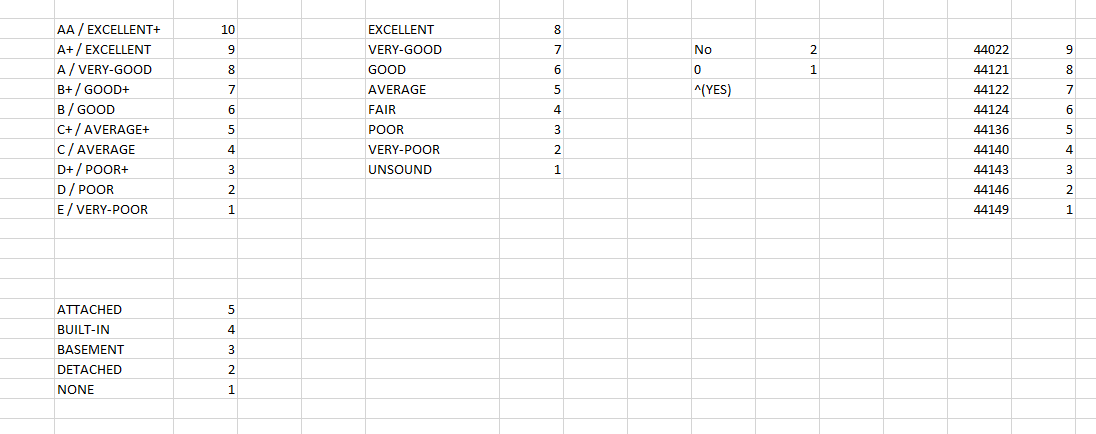 AA / EXCELLENT+ 10 EXCELLENT 8
A+ / EXCELLENT 9 VERY-GOOD 7 No 2 44022 9
A / VERY-GOOD 8 GOOD 6 0 1 44121 8
B+ / GOOD+ 7 AVERAGE 5 ^(YES) 44122 7
B / GOOD 6 FAIR 4 44124 6
C+ / AVERAGE+ 5 POOR 3 44136 5
C / AVERAGE 4 VERY-POOR 2 44140 4
D+ / POOR+ 3 UNSOUND 1 44143 3
D / POOR 2 44146 2
E / VERY-POOR 1 44149 1
ATTACHED 5
BUILT-IN 4
BASEMENT 3
DETACHED 2
NONE 1